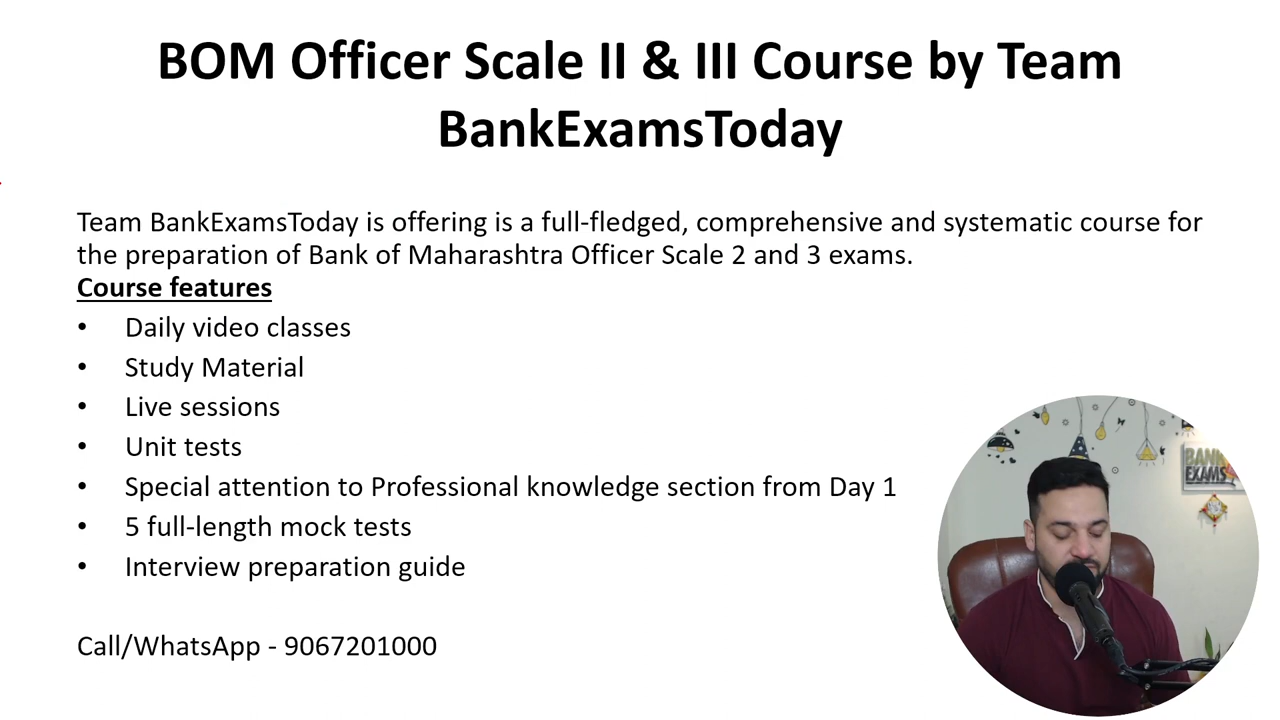 BOM Officer Scale II & III Course by Team
BankExamsToday
Team BankExamsToday is offering is a full-fledged, comprehensive and systematic course for
the preparation of Bank of Maharashtra Officer Scale 2 and 3 exams.
Course features
• Daily video classes
• Study Material
• Live sessions
• Unit tests
• Special attention to Professional knowledge section from Day 1
• 5 full-length mock tests
• Interview preparation guide
Call/WhatsApp - 9067201000
BANK
EXAMS